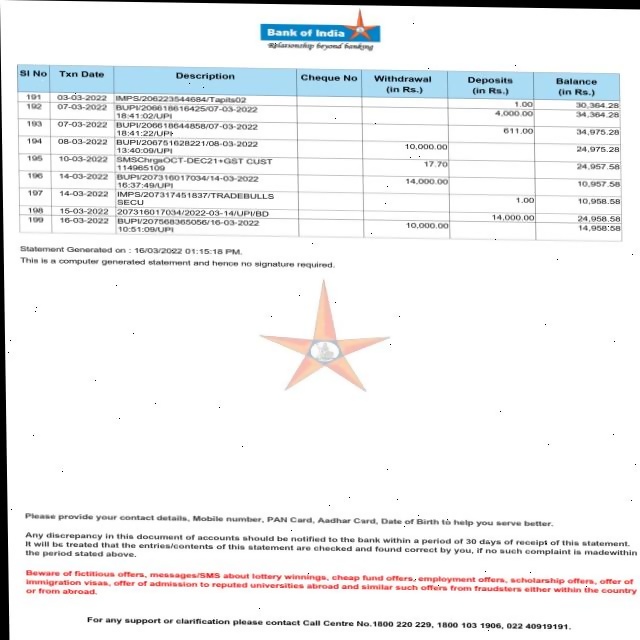 Bank of India
Relationship beyond banking
Sl No Txn Date Description Cheque No Withdrawal (in Rs.) Deposits (in Rs.) Balance (in Rs.)
191 03-03-2022 IMPS/206223544684/Tapits02 1.00 30,364.28
192 07-03-2022 BUPI/206618616425/07-03-2022 4,000.00 34,364.28
18:41:02/UPI
193 07-03-2022 BUPI/206618644858/07-03-2022 611.00 34,975.28
18:41:22/UPI
194 08-03-2022 BUPI/206751628221/08-03-2022 10,000.00 24,975.28
13:40:09/UPI
195 10-03-2022 SMSChrgsOCT-DEC21+GST CUST 17.70 24,957.58
114965109
196 14-03-2022 BUPI/207316017034/14-03-2022 14,000.00 10,957.58
16:37:49/UPI
197 14-03-2022 IMPS/207317451837/TRADEBULLS 1.00 10,958.58
SECU
198 15-03-2022 207316017034/2022-03-14/UPI/BD 14,000.00 24,958.58
199 16-03-2022 BUPI/207568365056/16-03-2022 10,000.00 14,958.58
10:51:09/UPI
Statement Generated on : 16/03/2022 01:15:18 PM.
This is a computer generated statement and hence no signature required.
Please provide your contact details, Mobile number, PAN Card, Aadhar Card, Date of Birth to help you serve better.
Any discrepancy in this document of accounts should be notified to the bank within a period of 30 days of receipt of this statement.
It will be treated that the entries/contents of this statement are checked and found correct by you, if no such complaint is madewithin
the period stated above.
Beware of fictitious offers, messages/SMS about lottery winnings, cheap fund offers, employment offers, scholarship offers, offer of
immigration visas, offer of admission to reputed universities abroad and similar such offers from fraudsters either within the country
or from abroad.
For any support or clarification please contact Call Centre No.1800 220 229, 1800 103 1906, 022 40919191.